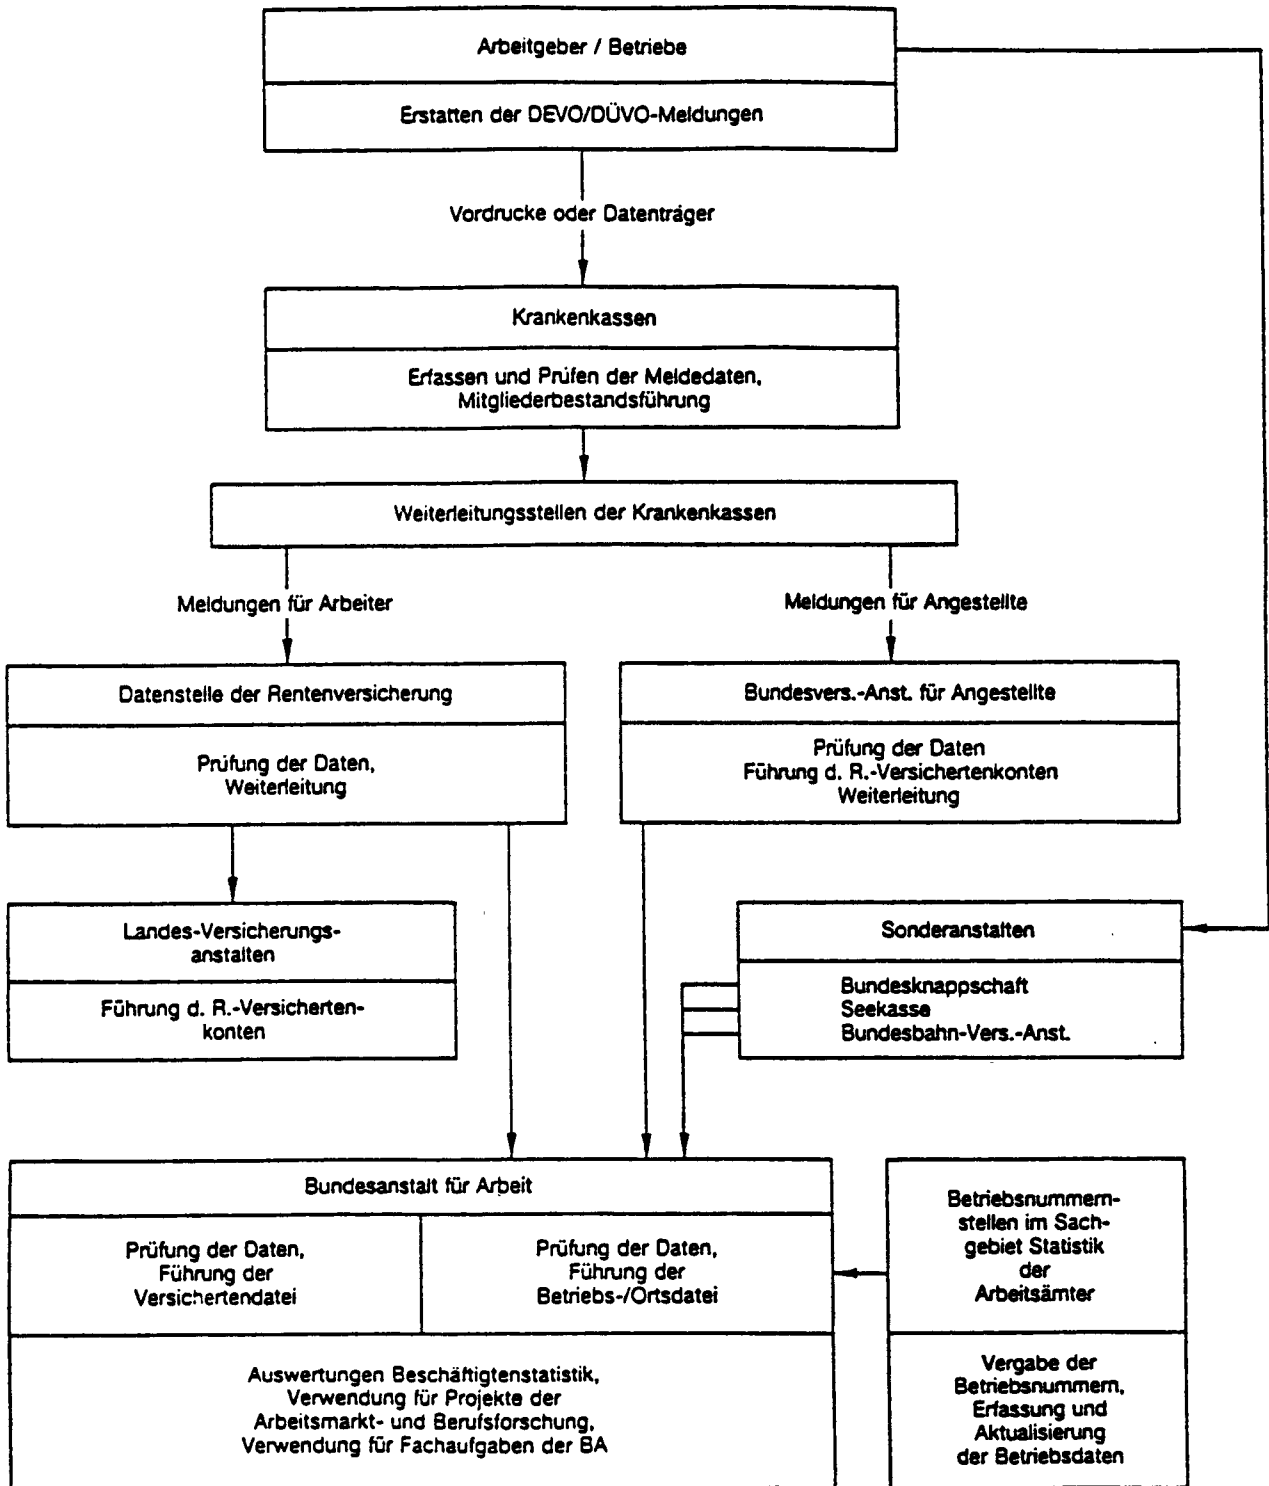 Arbeitgeber / Betriebe
Erstatten der DEVO/DÜVO-Meldungen
Vordrucke oder Datenträger
Krankenkassen
Erfassen und Prüfen der Meldedaten,
Mitgliederbestandsführung
Weiterleitungsstellen der Krankenkassen
Meldungen für Arbeiter
Meldungen für Angestellte
Datenstelle der Rentenversicherung
Prüfung der Daten,
Weiterleitung
Bundesvers.-Anst. für Angestellte
Prüfung der Daten
Führung d. R.-Versichertenkonten
Weiterleitung
Landes-Versicherungs-
anstalten
Führung d. R.-Versicherten-
konten
Sonderanstalten
Bundesknappschaft
Seekasse
Bundesbahn-Vers.-Anst.
Bundesanstalt für Arbeit
Prüfung der Daten,
Führung der
Versichertendatei
Prüfung der Daten,
Führung der
Betriebs-/Ortsdatei
Auswertungen Beschäftigtenstatistik,
Verwendung für Projekte der
Arbeitsmarkt- und Berufsforschung,
Verwendung für Fachaufgaben der BA
Betriebsnummern-
stellen im Sach-
gebiet Statistik
der
Arbeitsämter
Vergabe der
Betriebsnummern,
Erfassung und
Aktualisierung
der Betriebsdaten